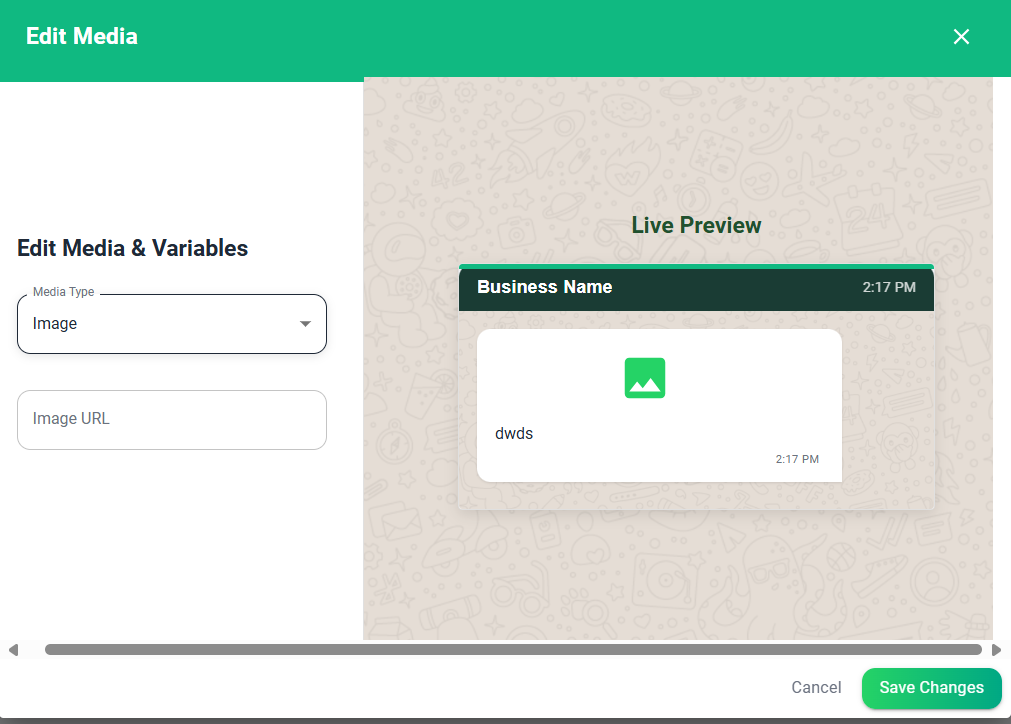 Edit Media
Edit Media & Variables
Media Type
Image
Image URL
Live Preview
Business Name
2:17 PM
dwds
2:17 PM
Cancel
Save Changes